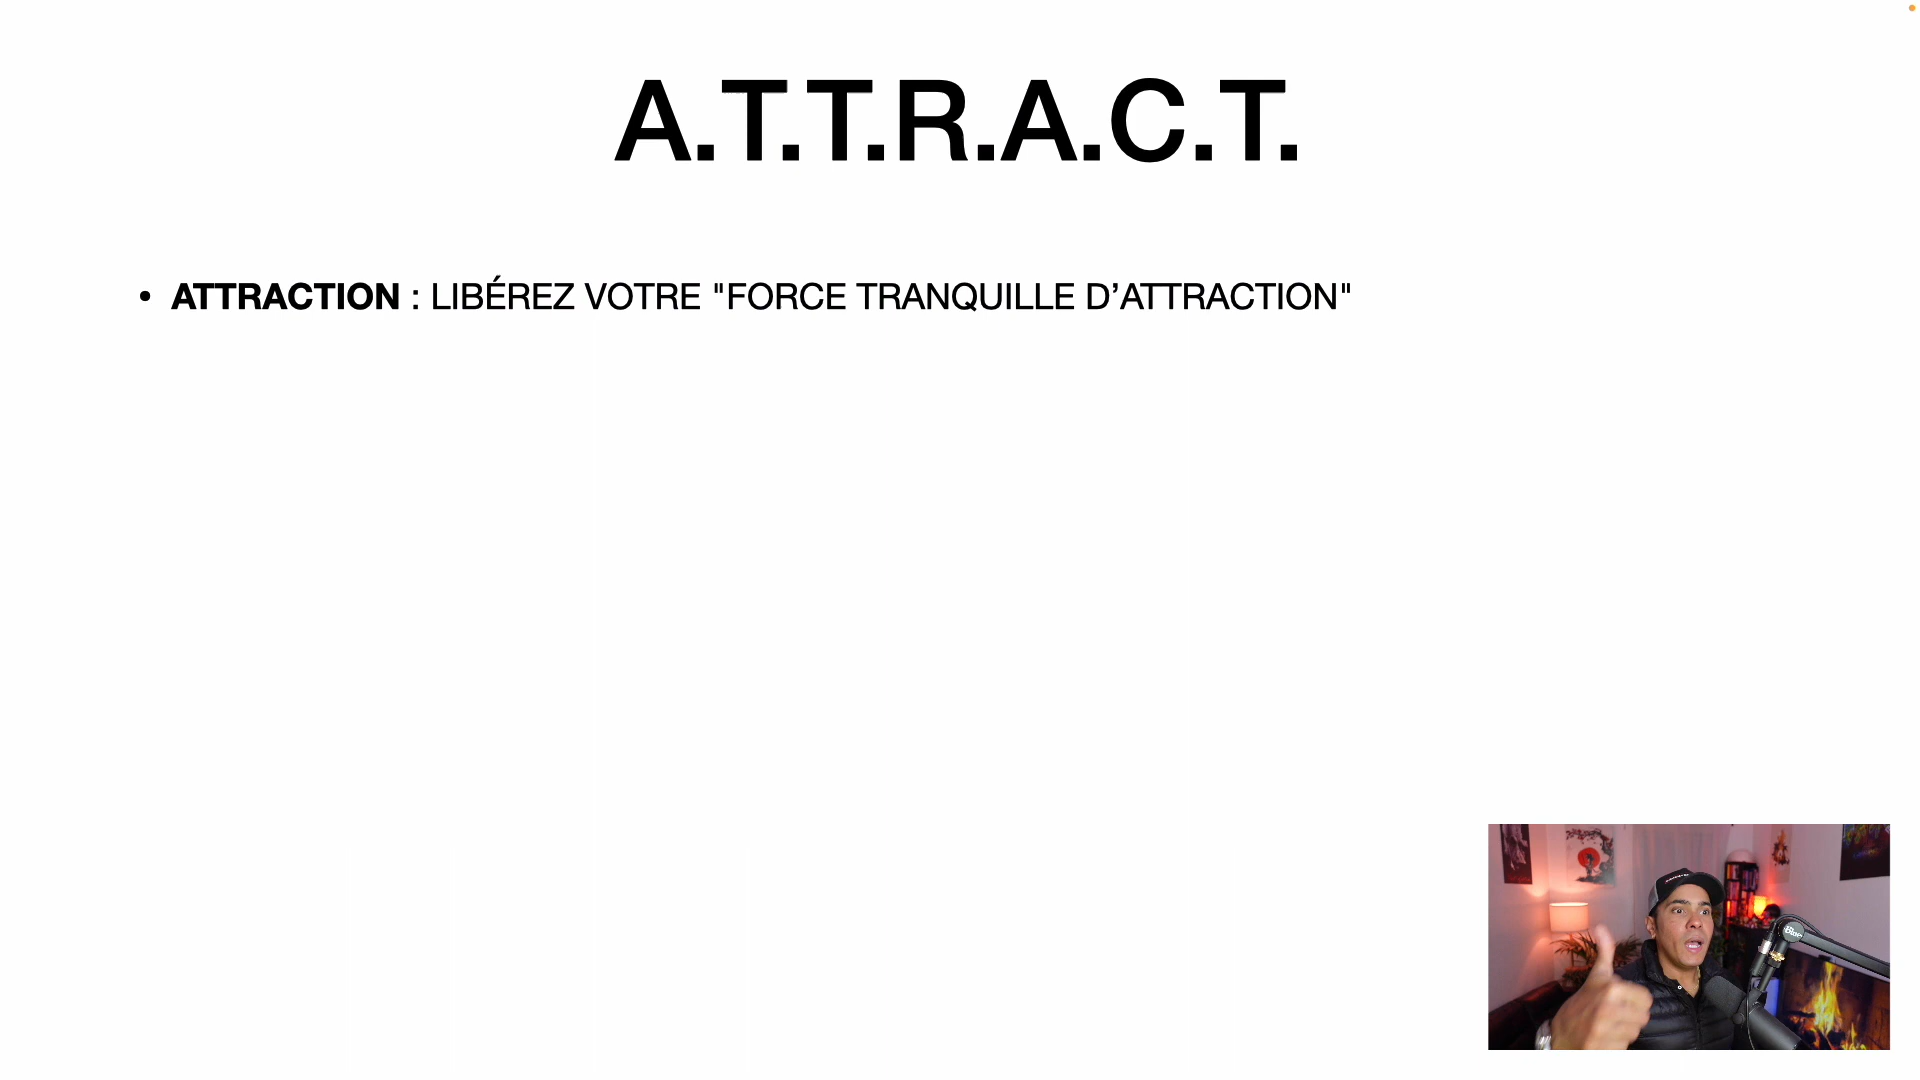 A.T.T.R.A.C.T.
• ATTRACTION : LIBÉREZ VOTRE "FORCE TRANQUILLE D’ATTRACTION"